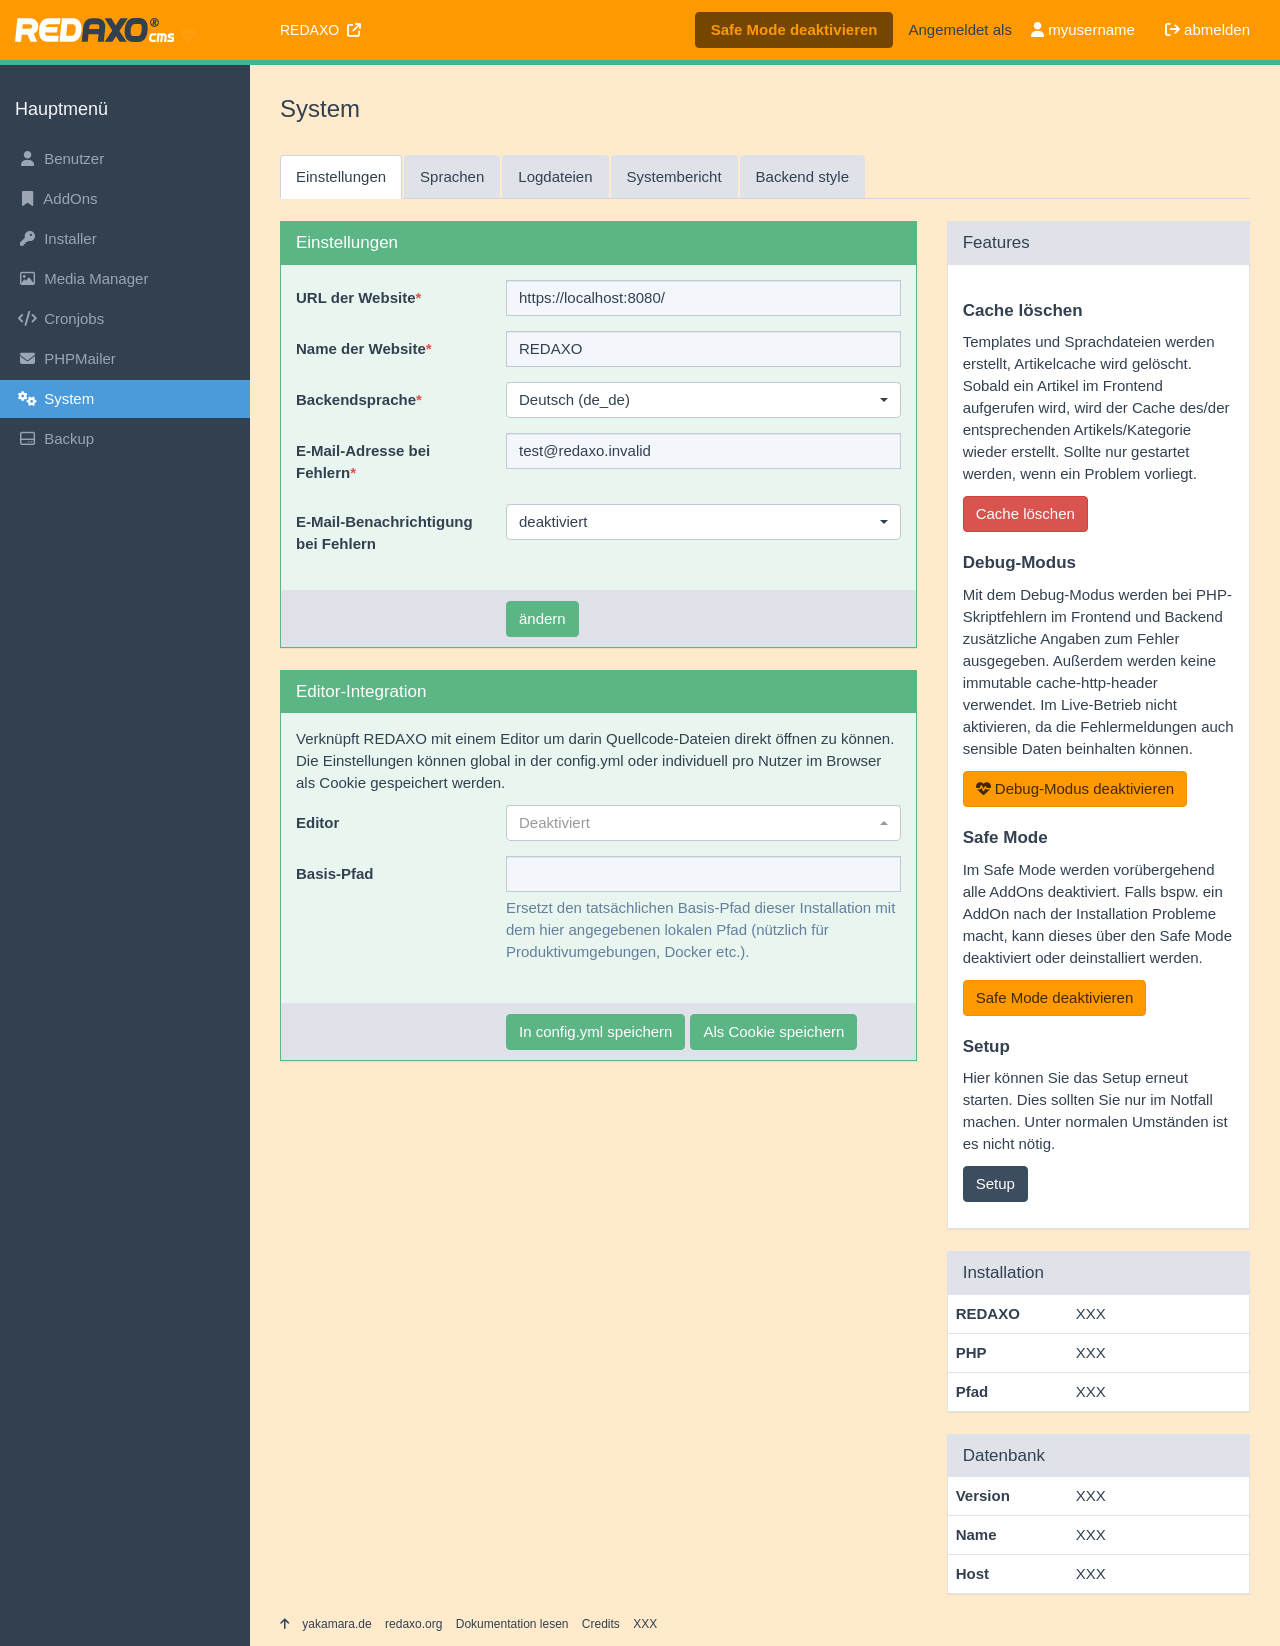 REDAXO® cms
REDAXO
Safe Mode deaktivieren
Angemeldet als
myusername
abmelden
Hauptmenü
Benutzer
AddOns
Installer
Media Manager
Cronjobs
PHPMailer
System
Backup
System
Einstellungen
Sprachen
Logdateien
Systembericht
Backend style
Einstellungen
URL der Website*
https://localhost:8080/
Name der Website*
REDAXO
Backendsprache*
Deutsch (de_de)
E-Mail-Adresse bei
Fehlern*
test@redaxo.invalid
E-Mail-Benachrichtigung
bei Fehlern
deaktiviert
ändern
Editor-Integration
Verknüpft REDAXO mit einem Editor um darin Quellcode-Dateien direkt öffnen zu können.
Die Einstellungen können global in der config.yml oder individuell pro Nutzer im Browser
als Cookie gespeichert werden.
Editor
Deaktiviert
Basis-Pfad
Ersetzt den tatsächlichen Basis-Pfad dieser Installation mit
dem hier angegebenen lokalen Pfad (nützlich für
Produktivumgebungen, Docker etc.).
In config.yml speichern
Als Cookie speichern
Features
Cache löschen
Templates und Sprachdateien werden
erstellt, Artikelcache wird gelöscht.
Sobald ein Artikel im Frontend
aufgerufen wird, wird der Cache des/der
entsprechenden Artikels/Kategorie
wieder erstellt. Sollte nur gestartet
werden, wenn ein Problem vorliegt.
Cache löschen
Debug-Modus
Mit dem Debug-Modus werden bei PHP-
Skriptfehlern im Frontend und Backend
zusätzliche Angaben zum Fehler
ausgegeben. Außerdem werden keine
immutable cache-http-header
verwendet. Im Live-Betrieb nicht
aktivieren, da die Fehlermeldungen auch
sensible Daten beinhalten können.
Debug-Modus deaktivieren
Safe Mode
Im Safe Mode werden vorübergehend
alle AddOns deaktiviert. Falls bspw. ein
AddOn nach der Installation Probleme
macht, kann dieses über den Safe Mode
deaktiviert oder deinstalliert werden.
Safe Mode deaktivieren
Setup
Hier können Sie das Setup erneut
starten. Dies sollten Sie nur im Notfall
machen. Unter normalen Umständen ist
es nicht nötig.
Setup
Installation
REDAXO XXX
PHP XXX
Pfad XXX
Datenbank
Version XXX
Name XXX
Host XXX
yakamara.de redaxo.org Dokumentation lesen Credits XXX